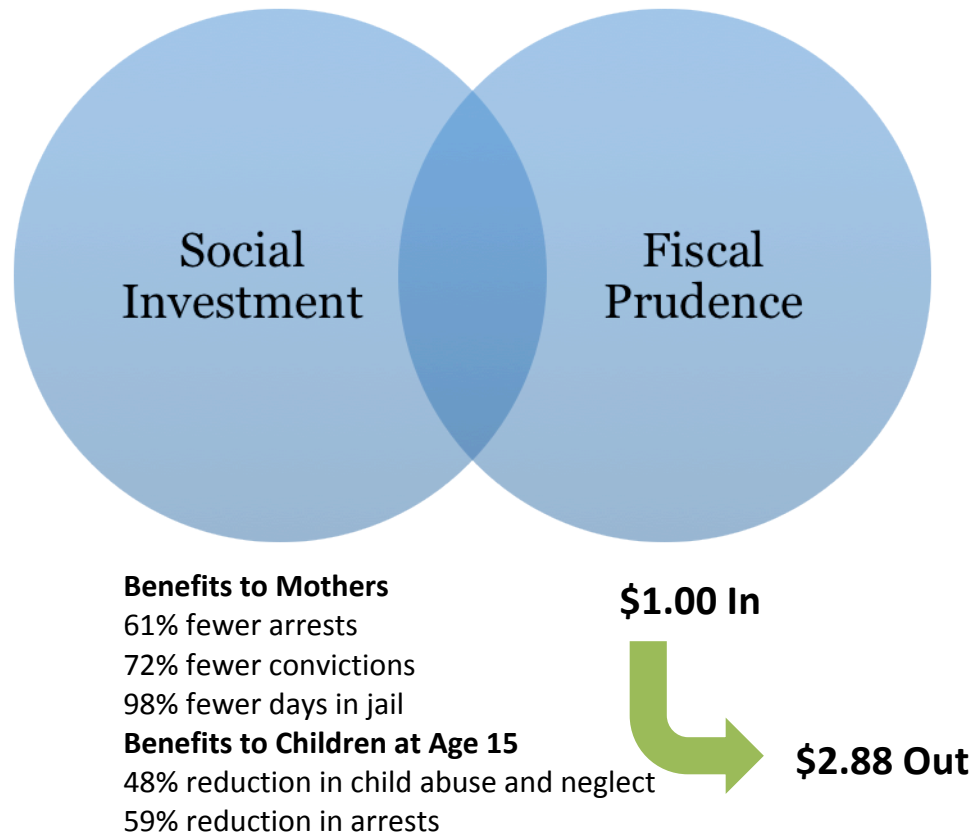 Social
Investment
Fiscal
Prudence
Benefits to Mothers
61% fewer arrests
72% fewer convictions
98% fewer days in jail
Benefits to Children at Age 15
48% reduction in child abuse and neglect
59% reduction in arrests
$1.00 In
$2.88 Out